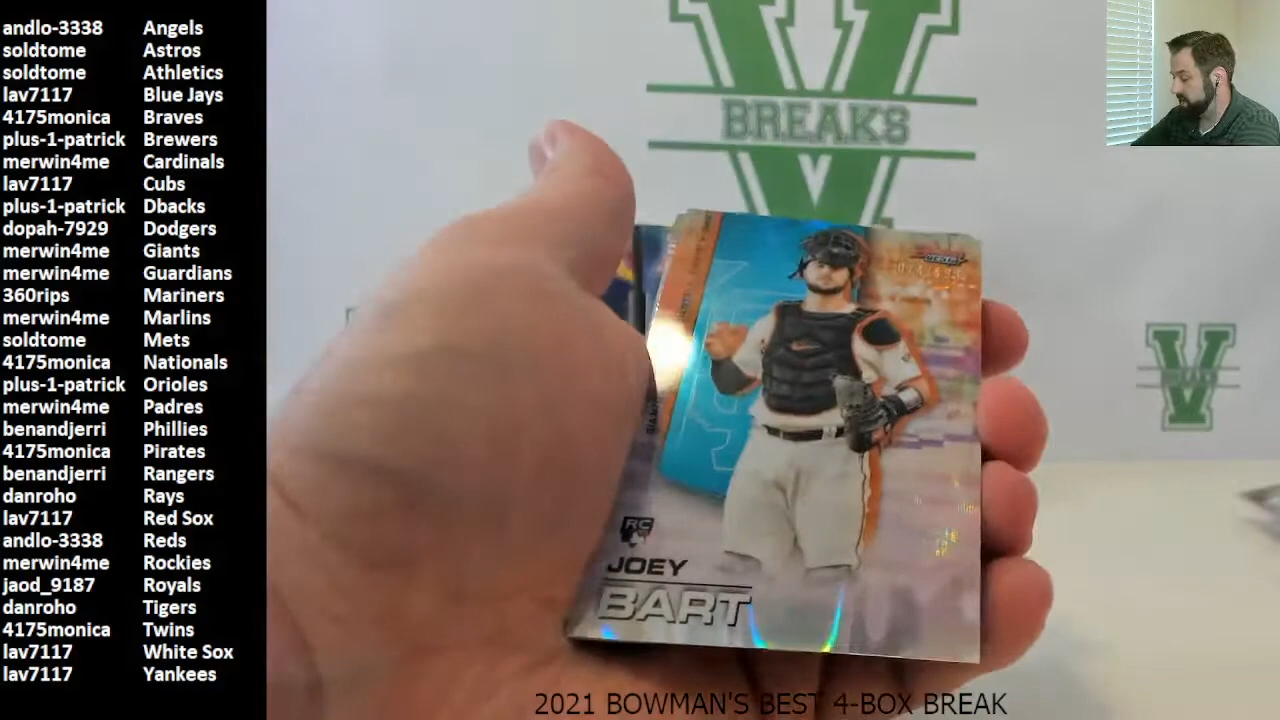 andlo-3338 Angels
soldtome Astros
soldtome Athletics
lav7117 Blue Jays
4175monica Braves
plus-1-patrick Brewers
merwin4me Cardinals
lav7117 Cubs
plus-1-patrick Dbacks
dopah-7929 Dodgers
merwin4me Giants
merwin4me Guardians
360rips Mariners
merwin4me Marlins
soldtome Mets
4175monica Nationals
plus-1-patrick Orioles
merwin4me Padres
benandjerri Phillies
4175monica Pirates
benandjerri Rangers
danroho Rays
lav7117 Red Sox
andlo-3338 Reds
merwin4me Rockies
jaod_9187 Royals
danroho Tigers
4175monica Twins
lav7117 White Sox
lav7117 Yankees
V
BREAKS
V
RC
JOEY
BART
2021 BOWMAN'S BEST 4-BOX BREAK